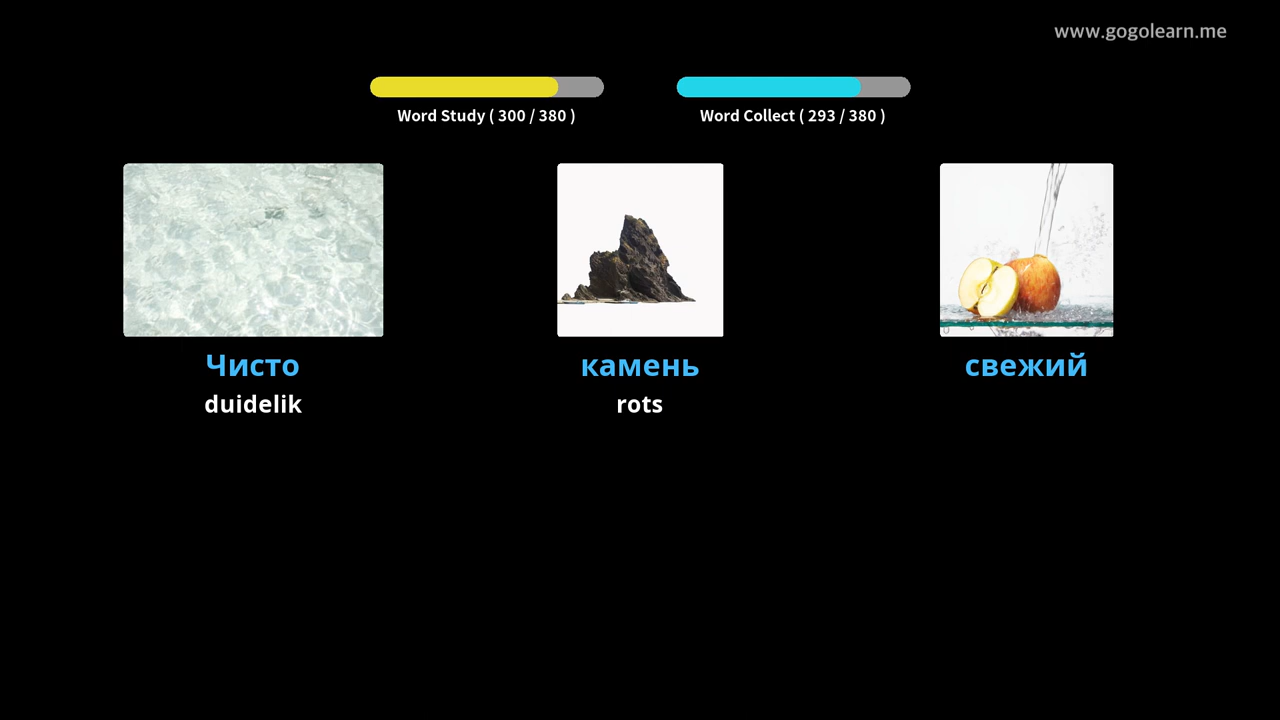 www.gogolearn.me
Word Study ( 300 / 380 )
Word Collect ( 293 / 380 )
Чисто
камень
свежий
duidelik
rots